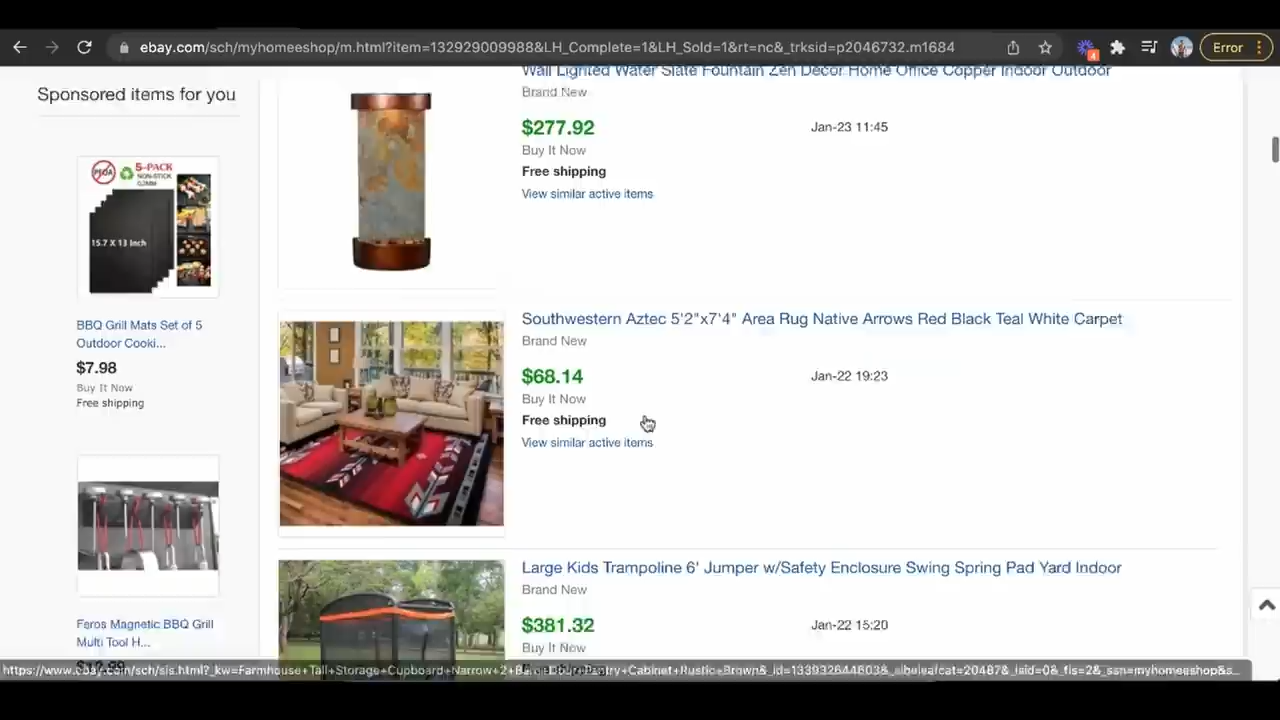 ebay.com/sch/myhomeeshop/m.html?item=132929009988&LH_Complete=1&LH_Sold=1&rt=nc&_trksid=p2046732.m1684
4
Error
Sponsored items for you
PFOA
5-PACK
NON-STICK
0.2MM
15.7 X 13 Inch
BBQ Grill Mats Set of 5
Outdoor Cooki...
$7.98
Buy It Now
Free shipping
Feros Magnetic BBQ Grill
Multi Tool H...
Wall Lighted Water Slate Fountain Zen Decor Home Office Copper Indoor Outdoor
Brand New
$277.92
Jan-23 11:45
Buy It Now
Free shipping
View similar active items
Southwestern Aztec 5'2"x7'4" Area Rug Native Arrows Red Black Teal White Carpet
Brand New
$68.14
Jan-22 19:23
Buy It Now
Free shipping
View similar active items
Large Kids Trampoline 6' Jumper w/Safety Enclosure Swing Spring Pad Yard Indoor
Brand New
$381.32
Jan-22 15:20
Buy It Now